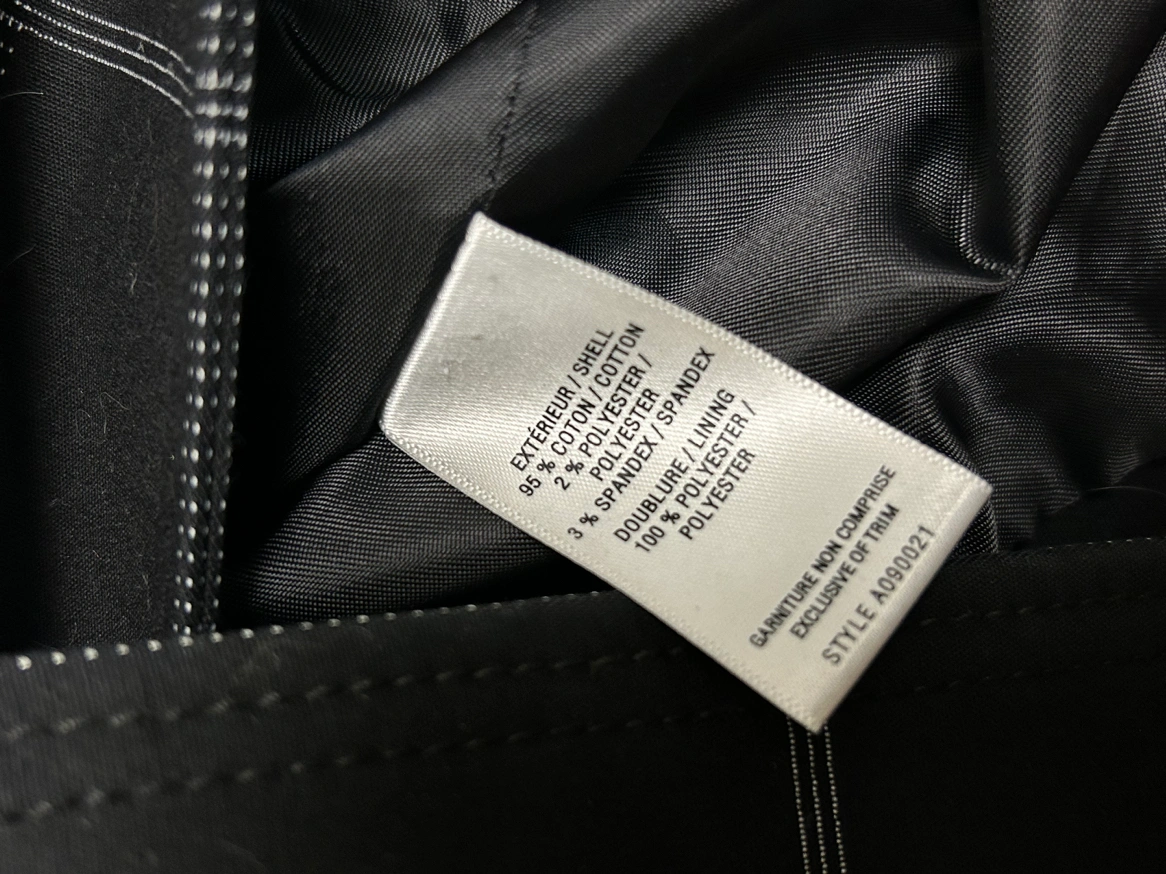 EXTÉRIEUR / SHELL
95 % COTON / COTTON
2 % POLYESTER /
POLYESTER
3 % SPANDEX / SPANDEX
DOUBLURE / LINING
100 % POLYESTER /
POLYESTER
GARNITURE NON COMPRISE
EXCLUSIVE OF TRIM
STYLE A090021